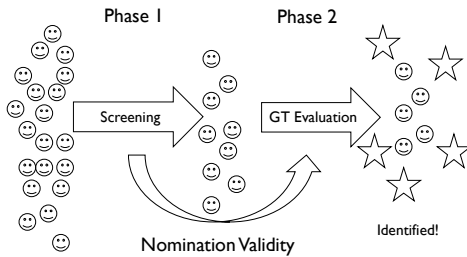 Phase 1
Phase 2
Screening
GT Evaluation
Identified!
Nomination Validity